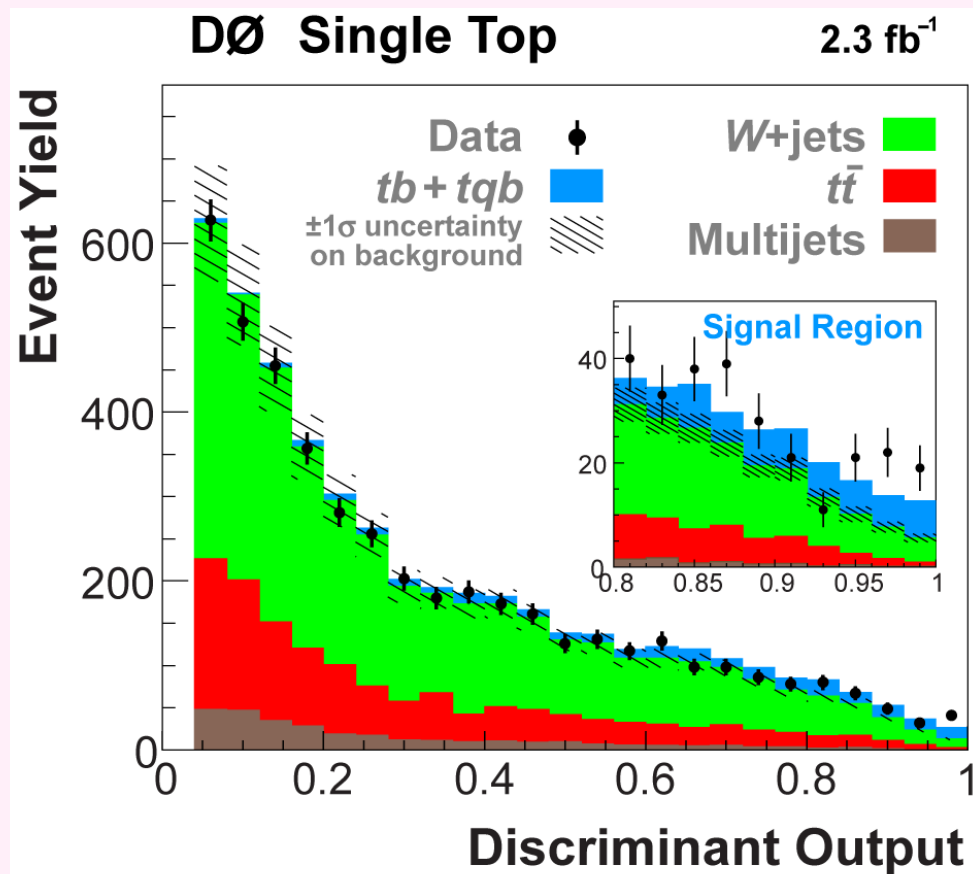 DØ Single Top 2.3 fb⁻¹
Event Yield
Data
tb + tqb
±1σ uncertainty
on background
W+jets
tt̄
Multijets
600
400
200
0
Signal Region
40
20
0
0.8 0.85 0.9 0.95 1
0 0.2 0.4 0.6 0.8 1
Discriminant Output